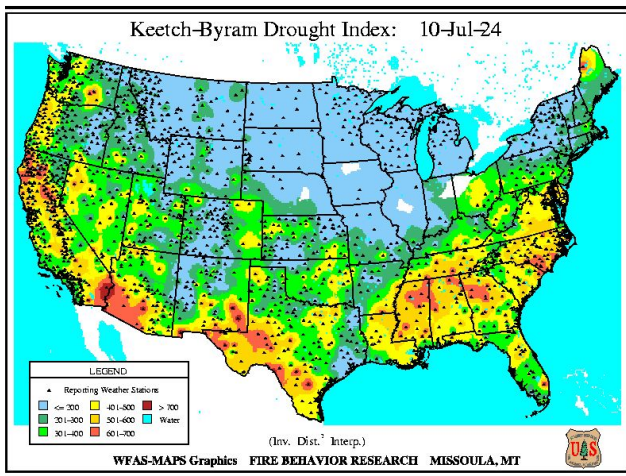 Keetch-Byram Drought Index: 10-Jul-24
LEGEND
Reporting Weather Stations
<= 200
401-500
> 700
201-300
501-600
Water
301-400
601-700
(Inv. Dist.² Interp.)
WFAS-MAPS Graphics FIRE BEHAVIOR RESEARCH MISSOULA, MT
U S